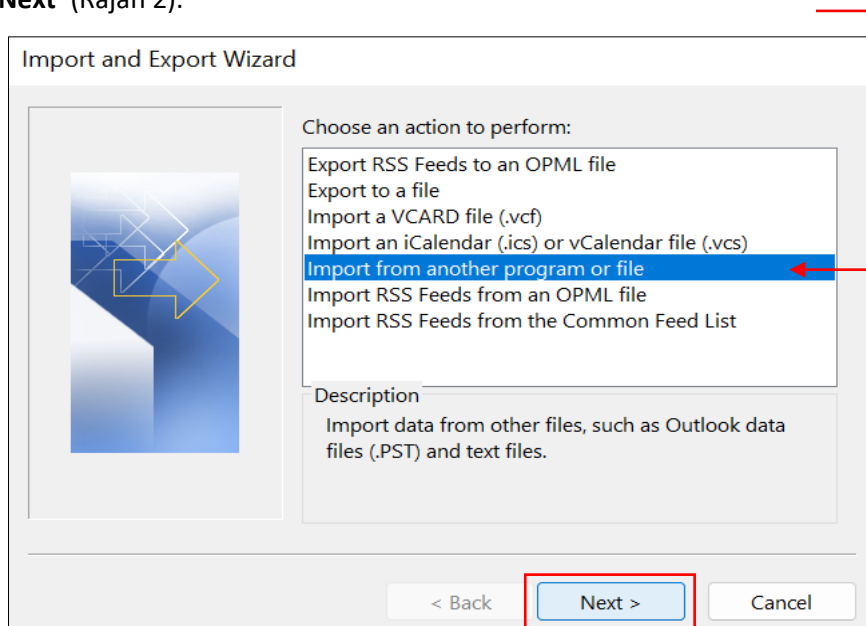 Next' (Rajah 2).
Import and Export Wizard
Choose an action to perform:
Export RSS Feeds to an OPML file
Export to a file
Import a VCARD file (.vcf)
Import an iCalendar (.ics) or vCalendar file (.vcs)
Import from another program or file
Import RSS Feeds from an OPML file
Import RSS Feeds from the Common Feed List
Description
Import data from other files, such as Outlook data
files (.PST) and text files.
< Back
Next >
Cancel